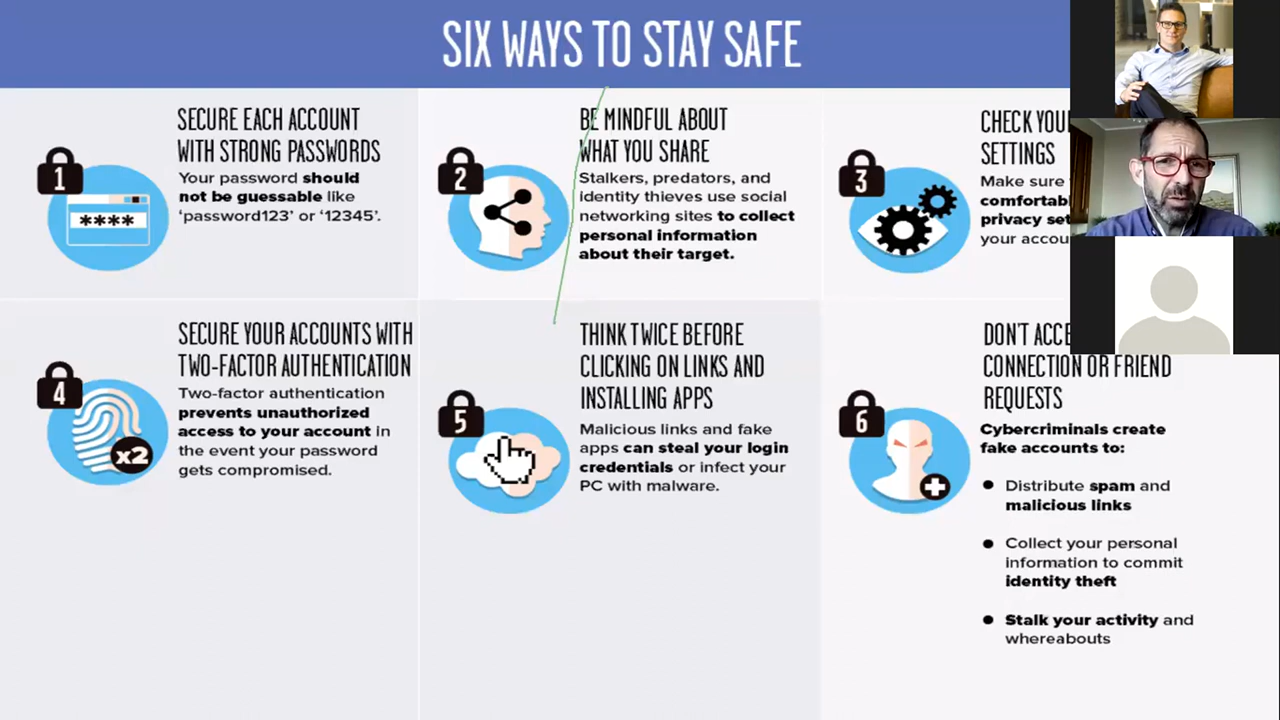 SIX WAYS TO STAY SAFE
1
SECURE EACH ACCOUNT
WITH STRONG PASSWORDS
Your password should
not be guessable like
‘password123’ or ‘12345’.
****
2
BE MINDFUL ABOUT
WHAT YOU SHARE
Stalkers, predators, and
identity thieves use social
networking sites to collect
personal information
about their target.
3
CHECK
SETTINGS
Make sure
your
4
SECURE YOUR ACCOUNTS WITH
TWO-FACTOR AUTHENTICATION
Two-factor authentication
prevents unauthorized
access to your account in
the event your password
gets compromised.
x2
5
THINK TWICE BEFORE
CLICKING ON LINKS AND
INSTALLING APPS
Malicious links and fake
apps can steal your login
credentials or infect your
PC with malware.
6
DON'T
CONNECTION OR FRIEND
REQUESTS
Cybercriminals create
fake accounts to:
● Distribute spam and
malicious links
● Collect your personal
information to commit
identity theft
● Stalk your activity and
whereabouts